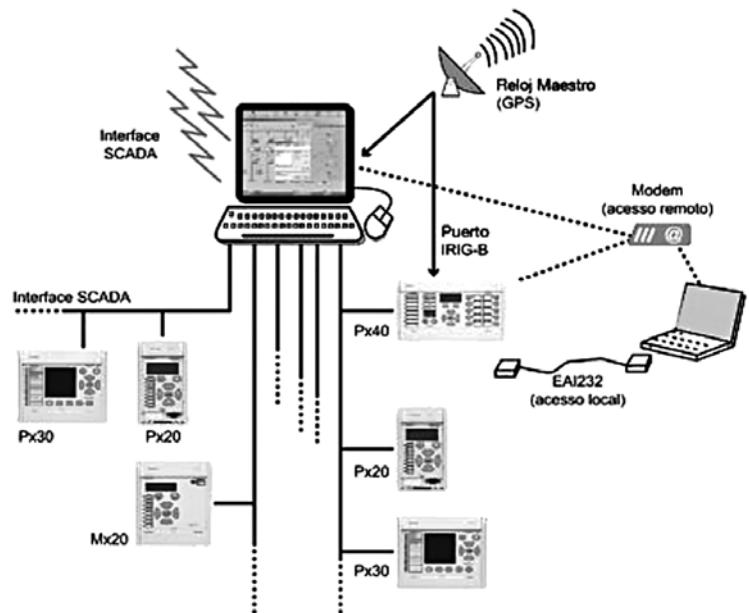 Reloj Maestro
(GPS)
Interface
SCADA
Modem
(acesso remoto)
Puerto
IRIG-B
Interface SCADA
Px40
EAI232
(acesso local)
Px30
Px20
Px20
Mx20
Px30